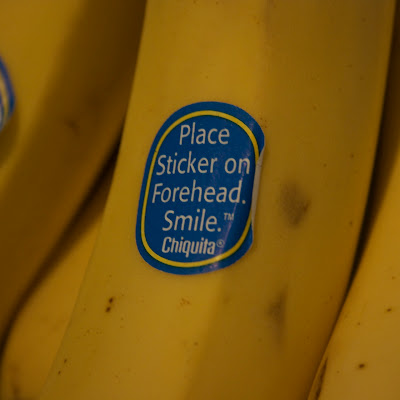 Place
Sticker on
Forehead.
Smile.™
Chiquita®